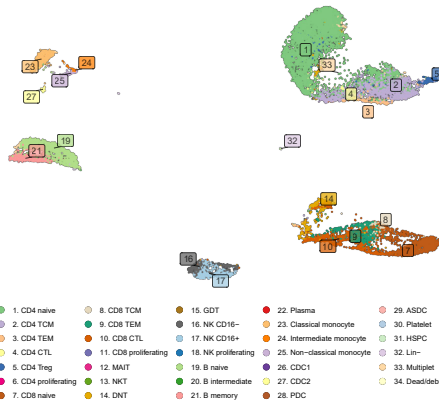 1
33
2
5
4
3
23
24
25
27
19
21
32
14
8
9
10
7
16
17
1. CD4 naive
2. CD4 TCM
3. CD4 TEM
4. CD4 CTL
5. CD4 Treg
6. CD4 proliferating
7. CD8 naive
8. CD8 TCM
9. CD8 TEM
10. CD8 CTL
11. CD8 proliferating
12. MAIT
13. NKT
14. DNT
15. GDT
16. NK CD16−
17. NK CD16+
18. NK proliferating
19. B naive
20. B intermediate
21. B memory
22. Plasma
23. Classical monocyte
24. Intermediate monocyte
25. Non−classical monocyte
26. CDC1
27. CDC2
28. PDC
29. ASDC
30. Platelet
31. HSPC
32. Lin−
33. Multiplet
34. Dead/deb